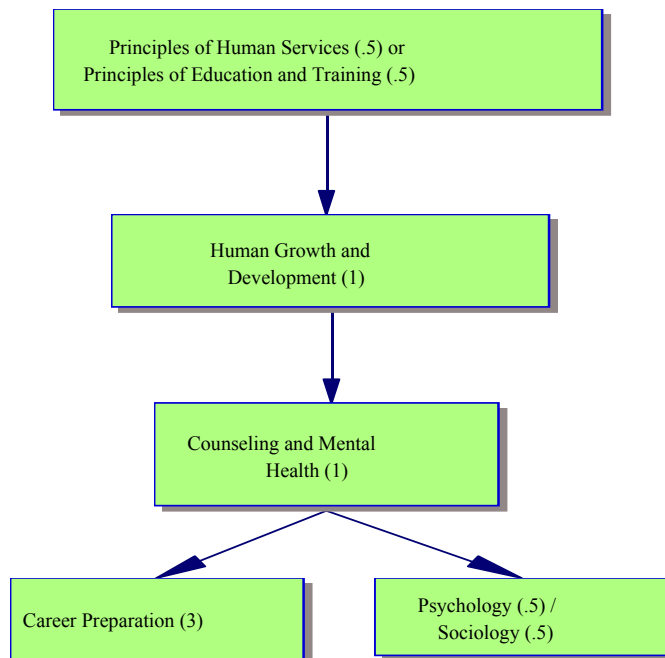 Principles of Human Services (.5) or
Principles of Education and Training (.5)
Human Growth and
Development (1)
Counseling and Mental
Health (1)
Career Preparation (3)
Psychology (.5) /
Sociology (.5)